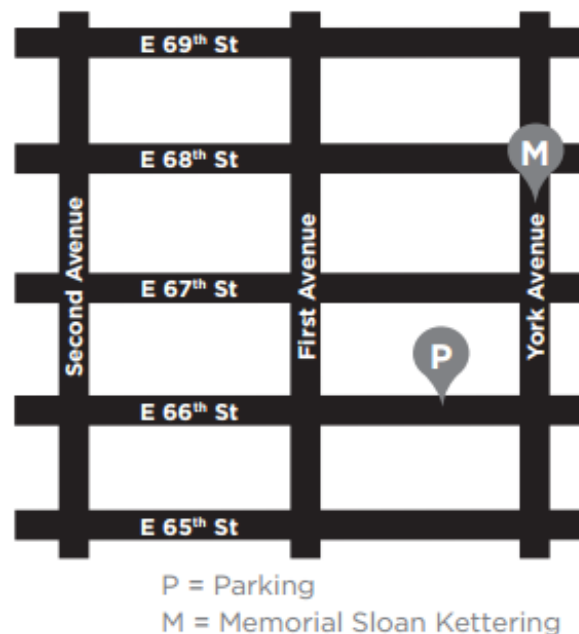 E 69th St
E 68th St
M
Second Avenue
First Avenue
York Avenue
E 67th St
P
E 66th St
E 65th St
P = Parking
M = Memorial Sloan Kettering